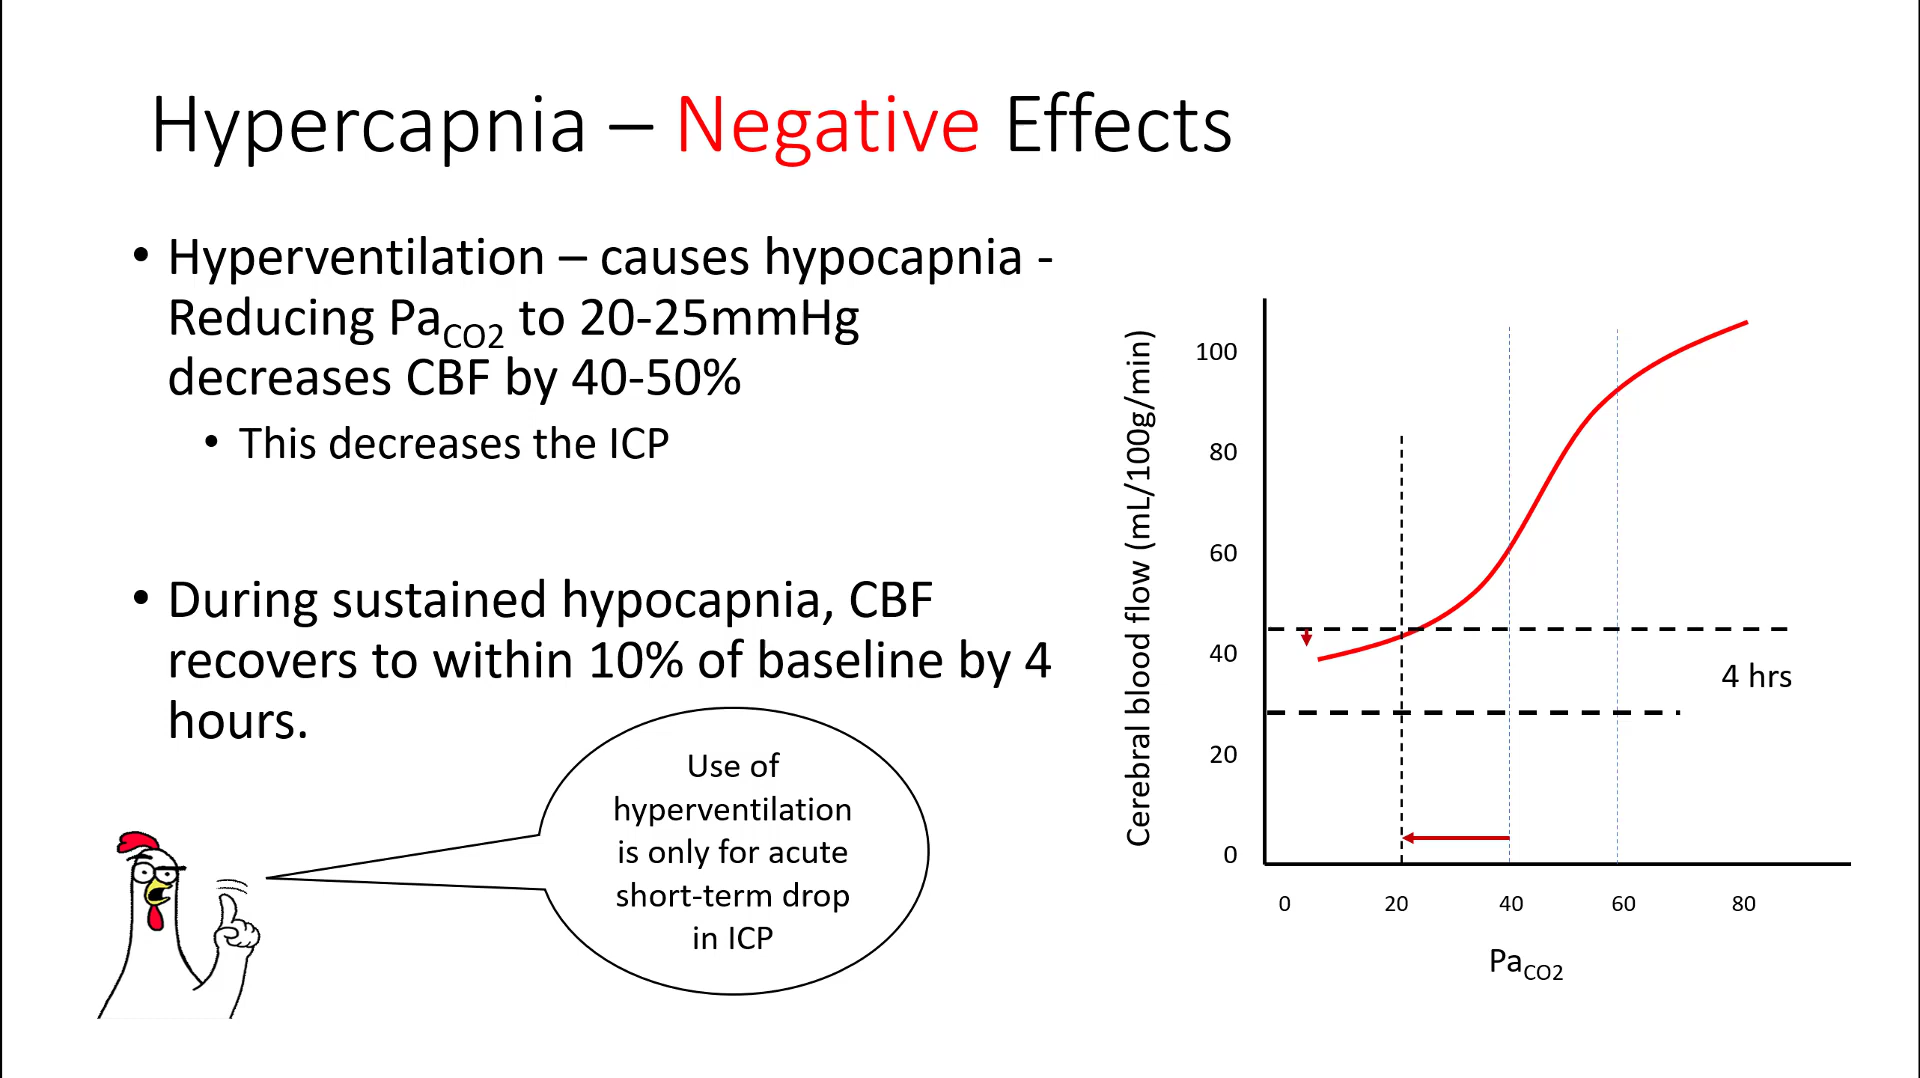 Hypercapnia – Negative Effects
• Hyperventilation – causes hypocapnia -
Reducing PaCO2 to 20-25mmHg
decreases CBF by 40-50%
• This decreases the ICP
• During sustained hypocapnia, CBF
recovers to within 10% of baseline by 4
hours.
Use of
hyperventilation
is only for acute
short-term drop
in ICP
Cerebral blood flow (mL/100g/min)
100
80
60
40
20
0
4 hrs
0 20 40 60 80
PaCO2